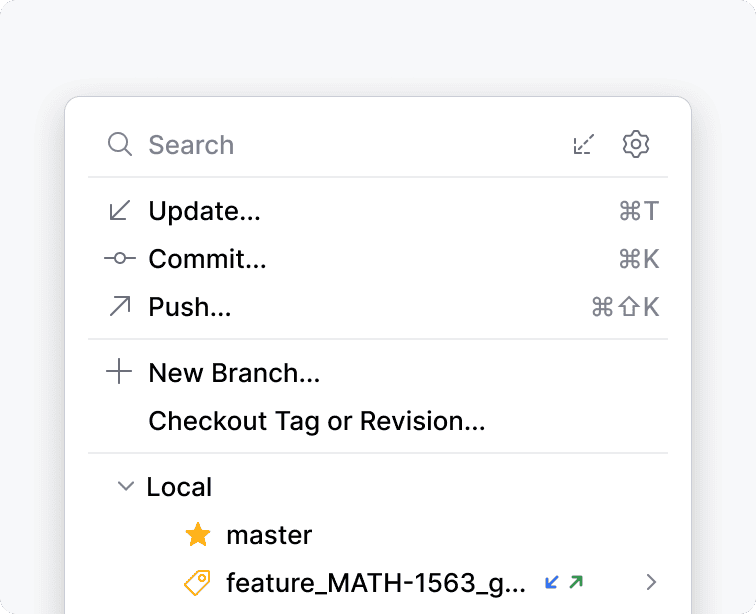 Search
Update... ⌘T
Commit... ⌘K
Push... ⌘⇧K
New Branch...
Checkout Tag or Revision...
Local
master
feature_MATH-1563_g...